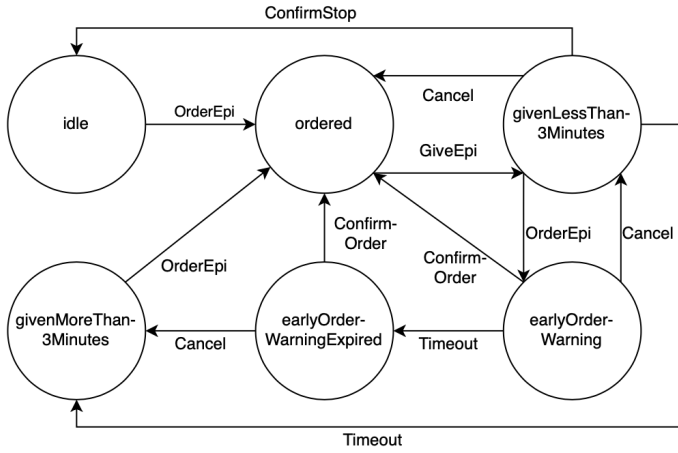 ConfirmStop
idle
OrderEpi
ordered
Cancel
givenLessThan-
3Minutes
GiveEpi
Confirm-
Order
OrderEpi
Cancel
OrderEpi
Confirm-
Order
givenMoreThan-
3Minutes
Cancel
earlyOrder-
WarningExpired
Timeout
earlyOrder-
Warning
Timeout